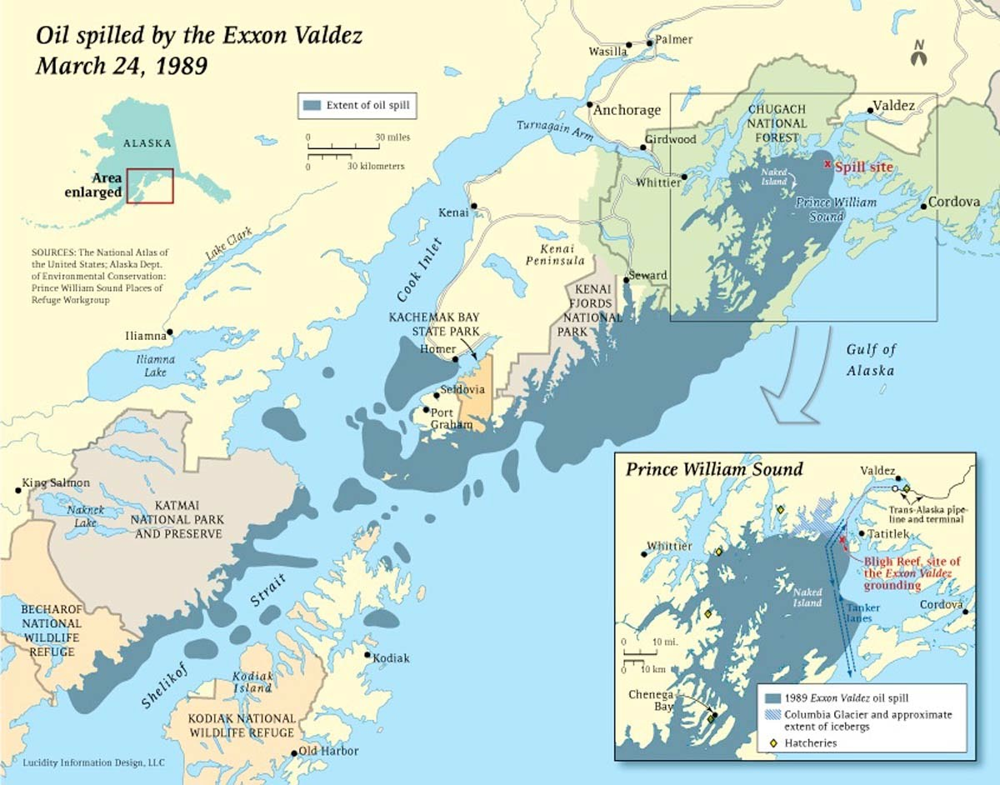 Oil spilled by the Exxon Valdez
March 24, 1989
Extent of oil spill
0
30 miles
0
30 kilometers
ALASKA
Area
enlarged
SOURCES: The National Atlas of
the United States; Alaska Dept.
of Environmental Conservation:
Prince William Sound Places of
Refuge Workgroup
N
Palmer
Wasilla
Anchorage
Turnagain Arm
Girdwood
Whittier
CHUGACH
NATIONAL
FOREST
Valdez
x Spill site
Naked
Island
Prince William
Sound
Cordova
Kenai
Cook Inlet
Kenai
Peninsula
Lake Clark
Seward
KENAI
FJORDS
NATIONAL
PARK
KACHEMAK BAY
STATE PARK
Homer
Seldovia
Port
Graham
Iliamna
Iliamna
Lake
Gulf of
Alaska
King Salmon
Naknek
Lake
KATMAI
NATIONAL PARK
AND PRESERVE
BECHAROF
NATIONAL
WILDLIFE
REFUGE
Shelikof
Strait
Kodiak
Kodiak
Island
KODIAK NATIONAL
WILDLIFE REFUGE
Old Harbor
Lucidity Information Design, LLC
Prince William Sound
Valdez
Trans-Alaska pipe-
line and terminal
Tatitlek
Whittier
x
Bligh Reef, site of
the Exxon Valdez
grounding
Naked
Island
Tanker
lanes
Cordova
0
10 mi.
0
10 km
Chenega
Bay
1989 Exxon Valdez oil spill
Columbia Glacier and approximate
extent of icebergs
Hatcheries